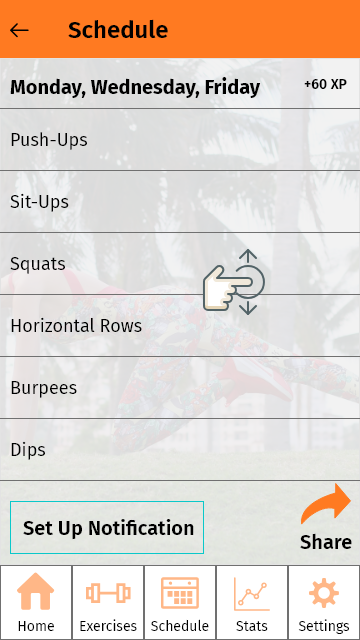 Schedule
Monday, Wednesday, Friday +60 XP
Push-Ups
Sit-Ups
Squats
Horizontal Rows
Burpees
Dips
Set Up Notification
Share
Home Exercises Schedule Stats Settings